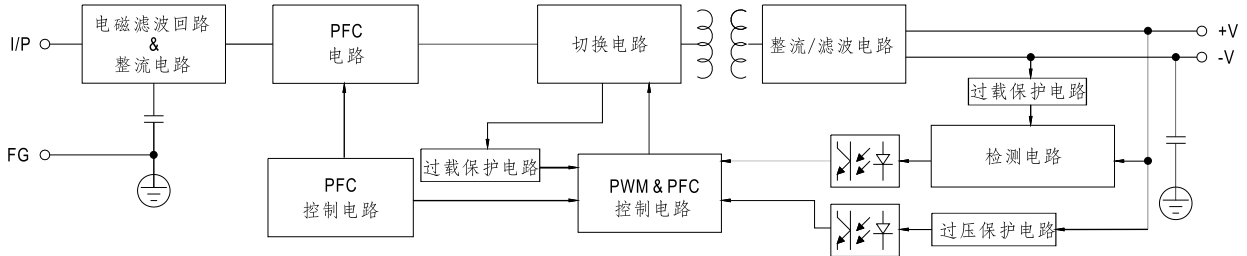 I/P
电磁滤波回路
&
整流电路
PFC
电路
切换电路
整流/滤波电路
+V
-V
过载保护电路
FG
PFC
控制电路
过载保护电路
PWM & PFC
控制电路
检测电路
过压保护电路